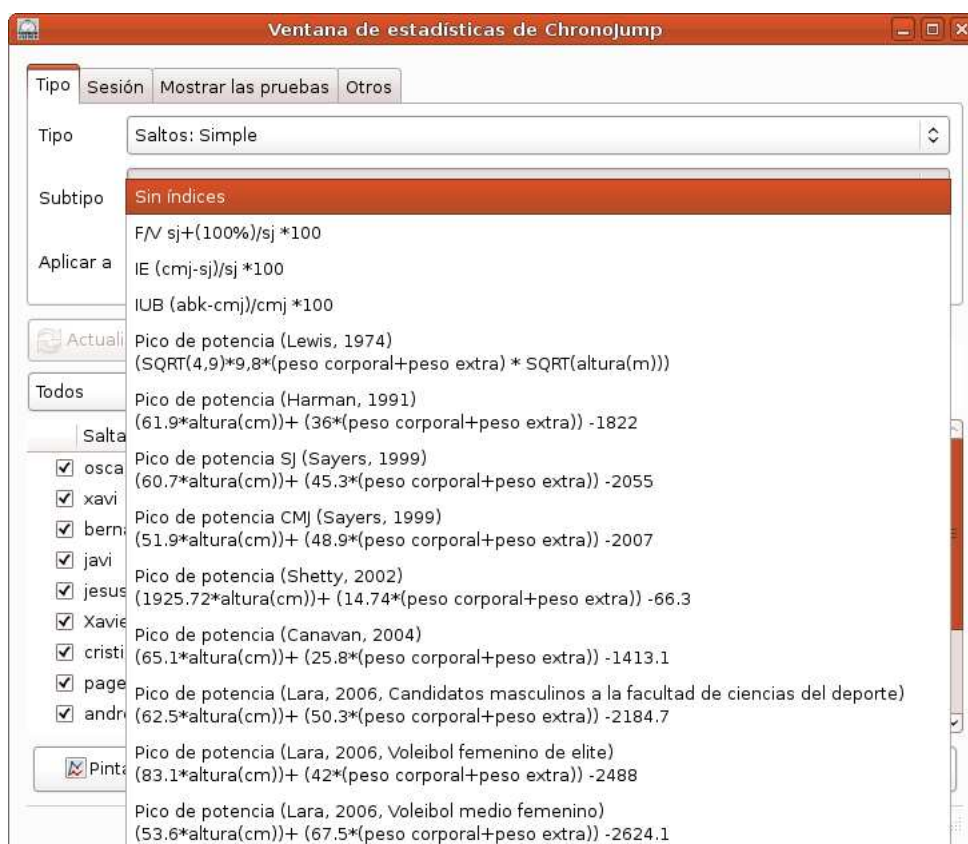 Ventana de estadísticas de ChronoJump
Tipo
Sesión
Mostrar las pruebas
Otros
Tipo
Saltos: Simple
Subtipo
Sin índices
F/V sj+(100%)/sj *100
Aplicar a
IE (cmj-sj)/sj *100
IUB (abk-cmj)/cmj *100
Actuali
Pico de potencia (Lewis, 1974)
(SQRT(4,9)*9,8*(peso corporal+peso extra) * SQRT(altura(m)))
Todos
Pico de potencia (Harman, 1991)
(61.9*altura(cm))+ (36*(peso corporal+peso extra)) -1822
Salta
Pico de potencia SJ (Sayers, 1999)
osca
(60.7*altura(cm))+ (45.3*(peso corporal+peso extra)) -2055
xavi
Pico de potencia CMJ (Sayers, 1999)
berna
(51.9*altura(cm))+ (48.9*(peso corporal+peso extra)) -2007
javi
Pico de potencia (Shetty, 2002)
jesus
(1925.72*altura(cm))+ (14.74*(peso corporal+peso extra)) -66.3
Xavie
Pico de potencia (Canavan, 2004)
cristi
(65.1*altura(cm))+ (25.8*(peso corporal+peso extra)) -1413.1
page
Pico de potencia (Lara, 2006, Candidatos masculinos a la facultad de ciencias del deporte)
andre
(62.5*altura(cm))+ (50.3*(peso corporal+peso extra)) -2184.7
Pico de potencia (Lara, 2006, Voleibol femenino de elite)
Pinta
(83.1*altura(cm))+ (42*(peso corporal+peso extra)) -2488
Pico de potencia (Lara, 2006, Voleibol medio femenino)
(53.6*altura(cm))+ (67.5*(peso corporal+peso extra)) -2624.1